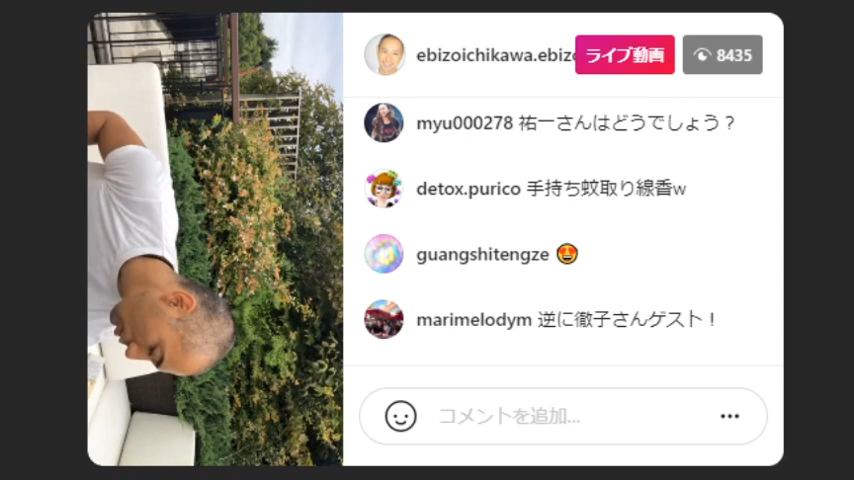 ebizoichikawa.ebizo
ライブ動画
8435
myu000278 祐一さんはどうでしょう？
detox.purico 手持ち蚊取り線香w
guangshitengze 😍
marimelodym 逆に徹子さんゲスト！
コメントを追加...